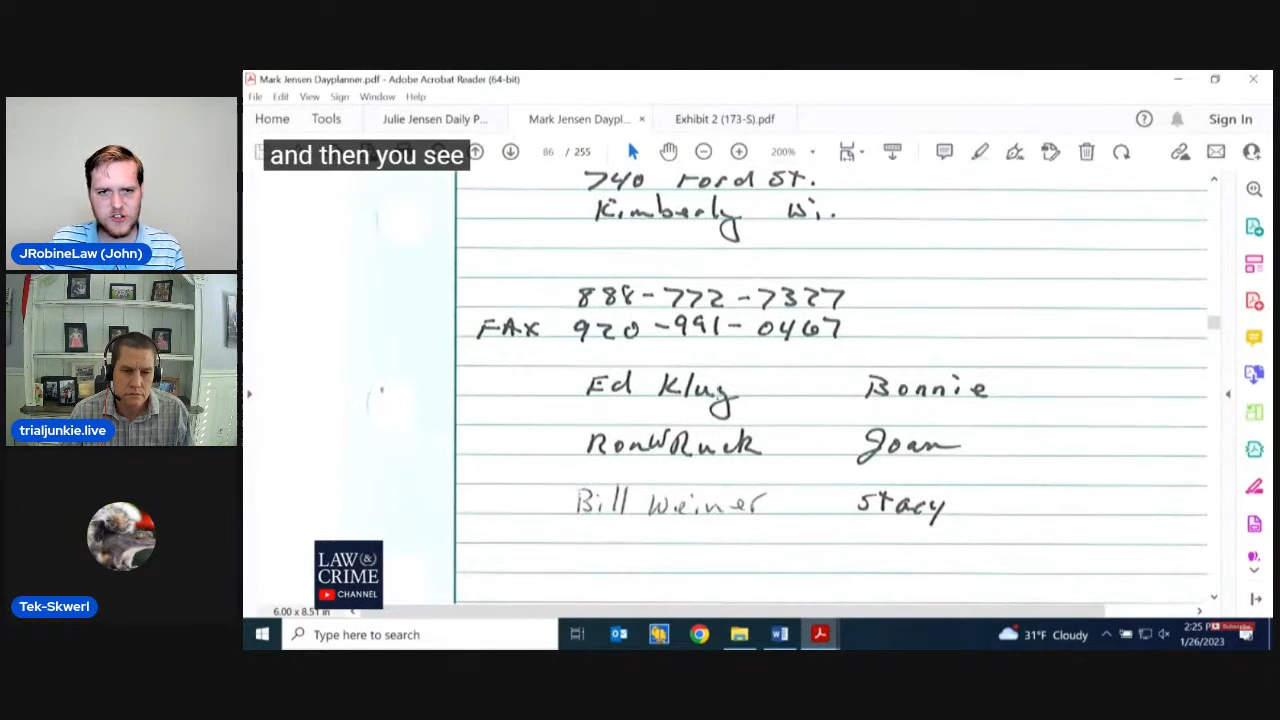 Mark Jensen Dayplanner.pdf - Adobe Acrobat Reader (64-bit)
File Edit View Sign Window Help
Home Tools Julie Jensen Daily P... Mark Jensen Daypl... × Exhibit 2 (173-S).pdf Sign In
and then you see 86 / 255 200%
740 Ford St.
Kimberly Wi.
JRobineLaw (John)
888-772-7327
FAX 920-991-0467
Ed Klug Bonnie
trialjunkie.live
RonWRuck Joan
Bill Weiner Stacy
LAW & CRIME
CHANNEL
Tek-Skwerl
6.00 x 8.51 in
Type here to search
31°F Cloudy
2:25 P
1/26/2023